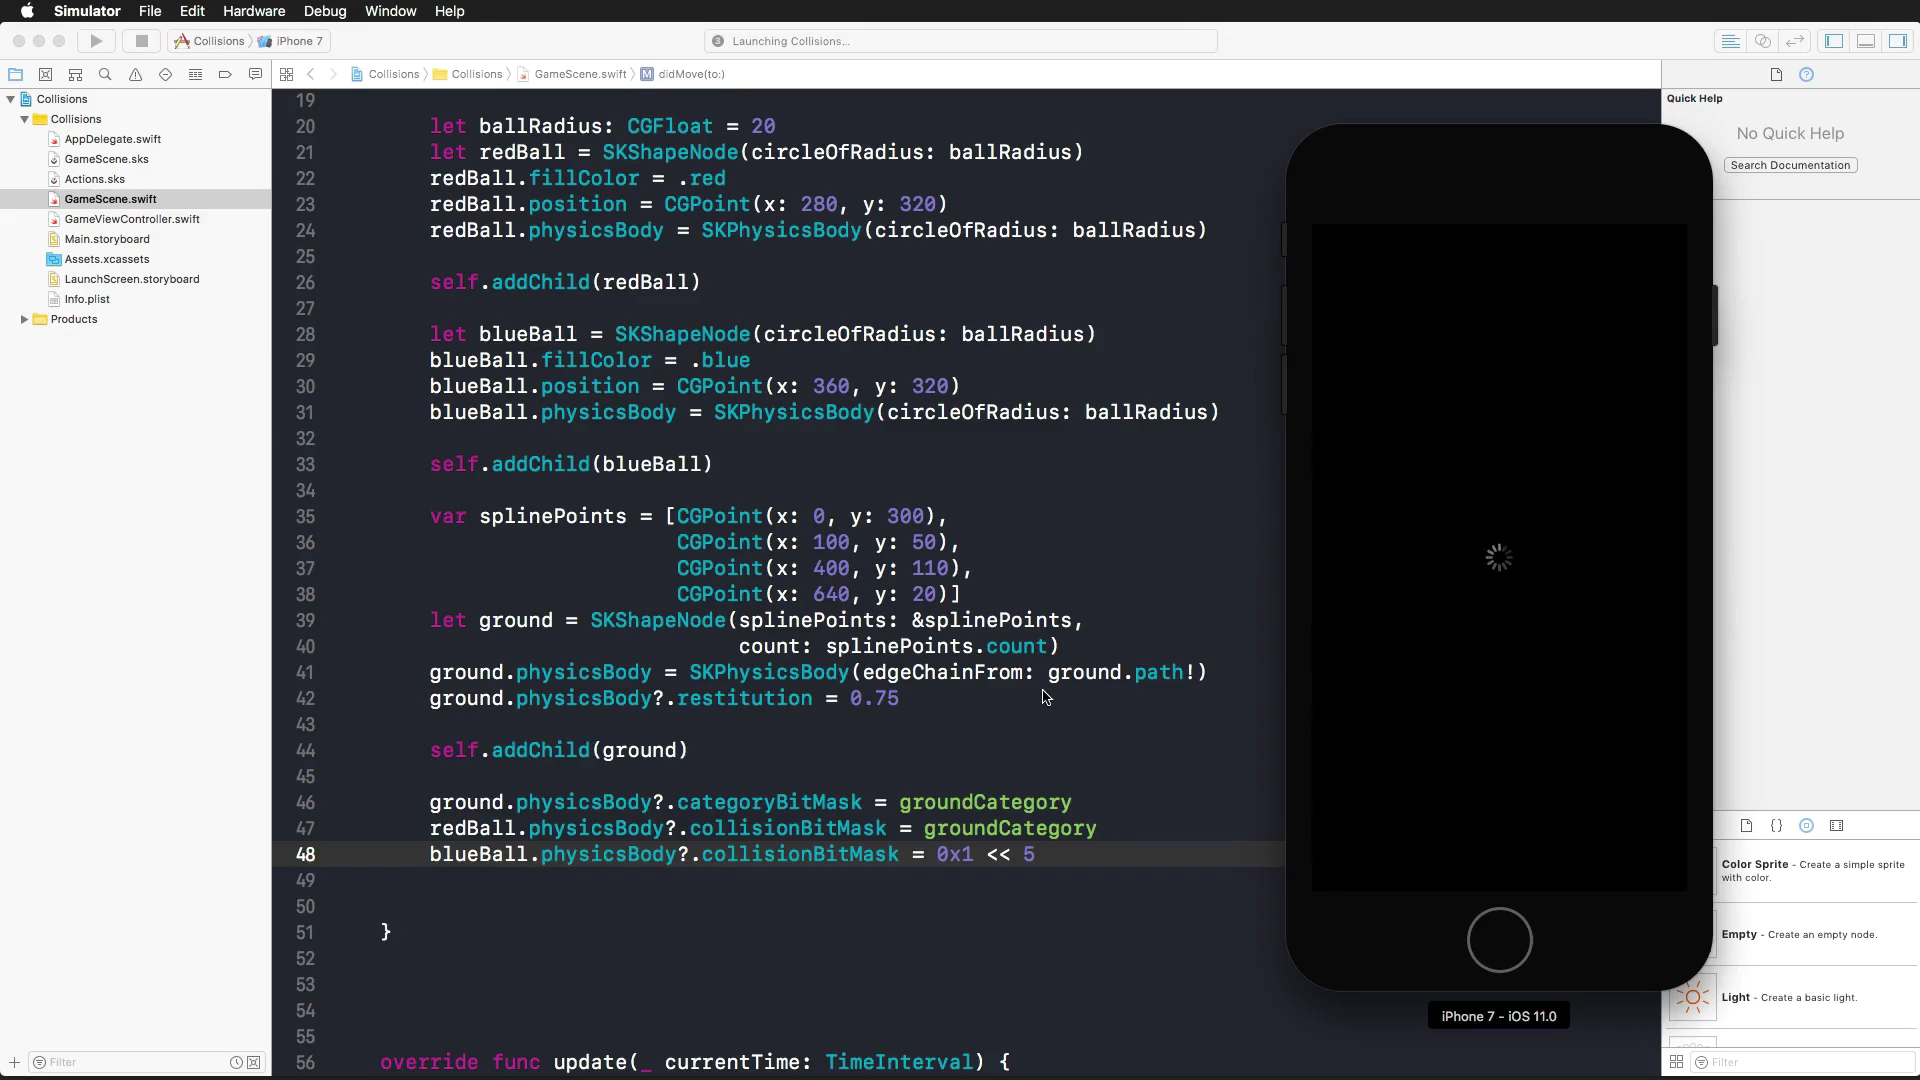 Simulator File Edit Hardware Debug Window Help
Collisions iPhone 7
3 Launching Collisions...
Collisions Collisions GameScene.swift M didMove(to:)
Collisions
Collisions
AppDelegate.swift
GameScene.sks
Actions.sks
GameScene.swift
GameViewController.swift
Main.storyboard
Assets.xcassets
LaunchScreen.storyboard
Info.plist
Products
Filter
19
20 let ballRadius: CGFloat = 20
21 let redBall = SKShapeNode(circleOfRadius: ballRadius)
22 redBall.fillColor = .red
23 redBall.position = CGPoint(x: 280, y: 320)
24 redBall.physicsBody = SKPhysicsBody(circleOfRadius: ballRadius)
25
26 self.addChild(redBall)
27
28 let blueBall = SKShapeNode(circleOfRadius: ballRadius)
29 blueBall.fillColor = .blue
30 blueBall.position = CGPoint(x: 360, y: 320)
31 blueBall.physicsBody = SKPhysicsBody(circleOfRadius: ballRadius)
32
33 self.addChild(blueBall)
34
35 var splinePoints = [CGPoint(x: 0, y: 300),
36 CGPoint(x: 100, y: 50),
37 CGPoint(x: 400, y: 110),
38 CGPoint(x: 640, y: 20)]
39 let ground = SKShapeNode(splinePoints: &splinePoints,
40 count: splinePoints.count)
41 ground.physicsBody = SKPhysicsBody(edgeChainFrom: ground.path!)
42 ground.physicsBody?.restitution = 0.75
43
44 self.addChild(ground)
45
46 ground.physicsBody?.categoryBitMask = groundCategory
47 redBall.physicsBody?.collisionBitMask = groundCategory
48 blueBall.physicsBody?.collisionBitMask = 0x1 << 5
49
50
51 }
52
53
54
55
56 override func update(_ currentTime: TimeInterval) {
iPhone 7 - iOS 11.0
Quick Help
No Quick Help
Search Documentation
Color Sprite - Create a simple sprite
with color.
Empty - Create an empty node.
Light - Create a basic light.
Filter